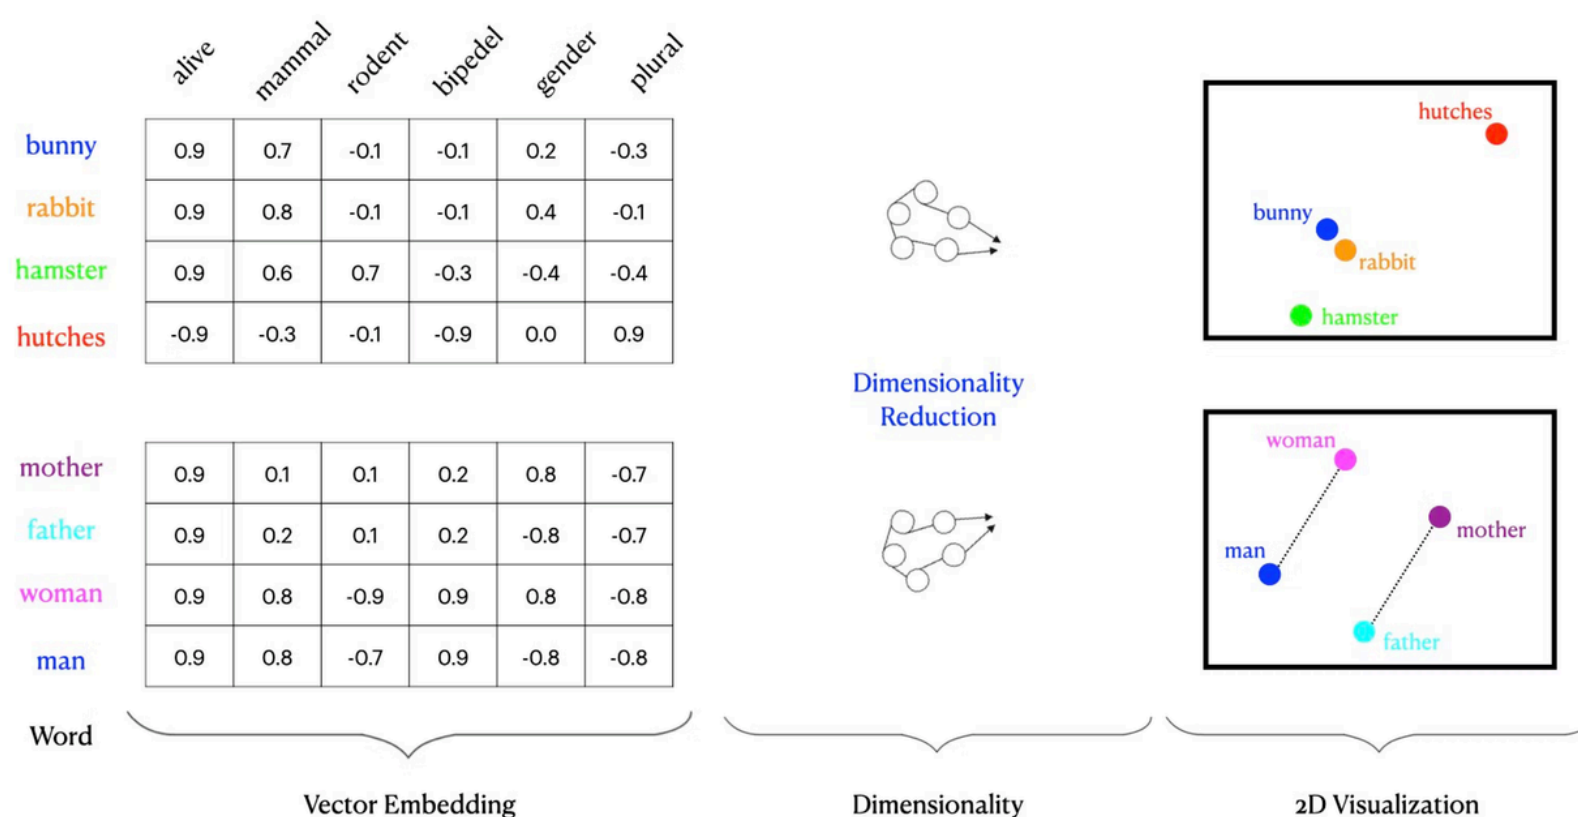 alive mammal rodent bipedel gender plural
bunny 0.9 0.7 -0.1 -0.1 0.2 -0.3
rabbit 0.9 0.8 -0.1 -0.1 0.4 -0.1
hamster 0.9 0.6 0.7 -0.3 -0.4 -0.4
hutches -0.9 -0.3 -0.1 -0.9 0.0 0.9
mother 0.9 0.1 0.1 0.2 0.8 -0.7
father 0.9 0.2 0.1 0.2 -0.8 -0.7
woman 0.9 0.8 -0.9 0.9 0.8 -0.8
man 0.9 0.8 -0.7 0.9 -0.8 -0.8
Word
Vector Embedding
Dimensionality
Reduction
Dimensionality
hutches
bunny
rabbit
hamster
woman
mother
man
father
2D Visualization